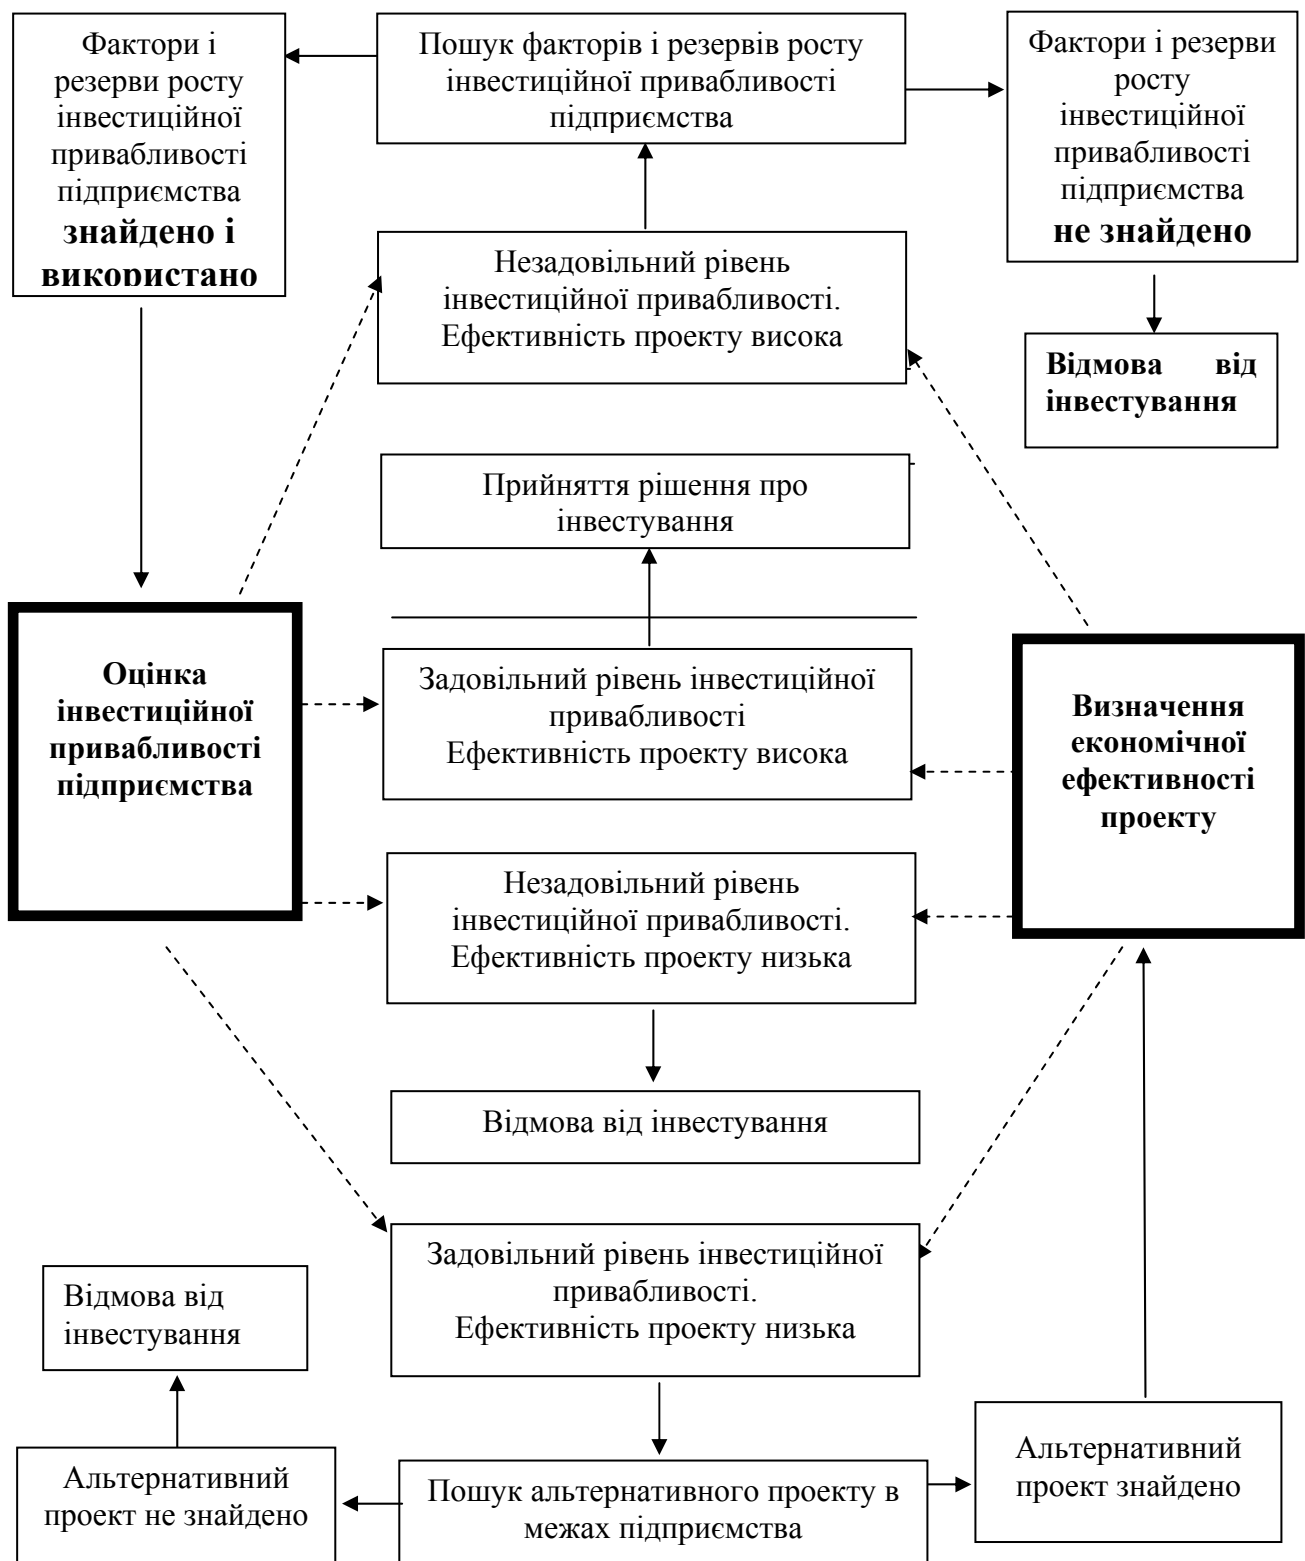 Фактори і
резерви росту
інвестиційної
привабливості
підприємства
знайдено і
використано
Пошук факторів і резервів росту
інвестиційної привабливості
підприємства
Фактори і резерви
росту
інвестиційної
привабливості
підприємства
не знайдено
Незадовільний рівень
інвестиційної привабливості.
Ефективність проекту висока
Відмова від
інвестування
Прийняття рішення про
інвестування
Оцінка
інвестиційної
привабливості
підприємства
Задовільний рівень інвестиційної
привабливості
Ефективність проекту висока
Визначення
економічної
ефективності
проекту
Незадовільний рівень
інвестиційної привабливості.
Ефективність проекту низька
Відмова від інвестування
Задовільний рівень інвестиційної
привабливості.
Ефективність проекту низька
Відмова від
інвестування
Альтернативний
проект не знайдено
Пошук альтернативного проекту в
межах підприємства
Альтернативний
проект знайдено